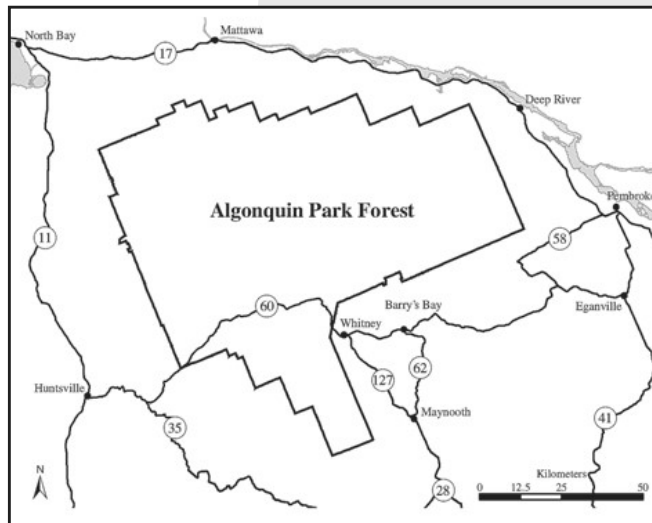 North Bay
Mattawa
17
Deep River
Algonquin Park Forest
Pembroke
11
58
60
Barry's Bay
Eganville
Whitney
Huntsville
127
62
35
Maynooth
41
N
Kilometers
28
0 12.5 25 50